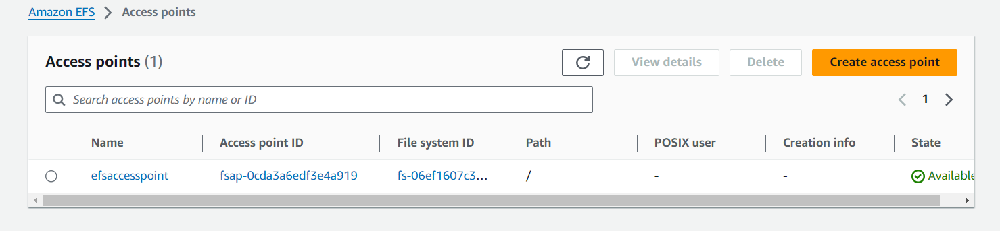 Amazon EFS > Access points
Access points (1)
View details
Delete
Create access point
Search access points by name or ID
1
Name Access point ID File system ID Path POSIX user Creation info State
efsaccesspoint fsap-0cda3a6edf3e4a919 fs-06ef1607c3... / - - Available